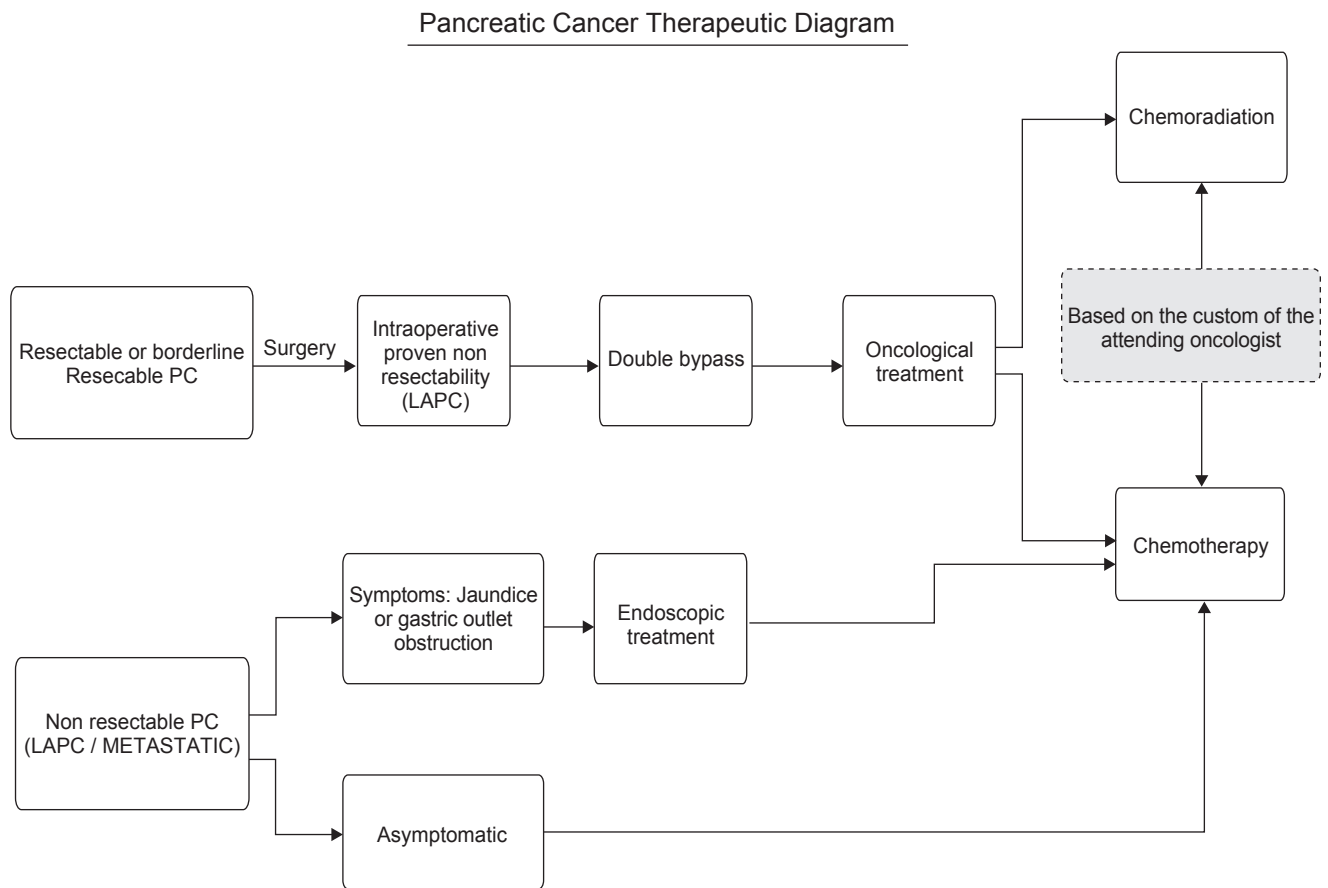 Pancreatic Cancer Therapeutic Diagram
Chemoradiation
Based on the custom of the
attending oncologist
Resectable or borderline
Resecable PC
Surgery
Intraoperative
proven non
resectability
(LAPC)
Double bypass
Oncological
treatment
Chemotherapy
Symptoms: Jaundice
or gastric outlet
obstruction
Endoscopic
treatment
Non resectable PC
(LAPC / METASTATIC)
Asymptomatic